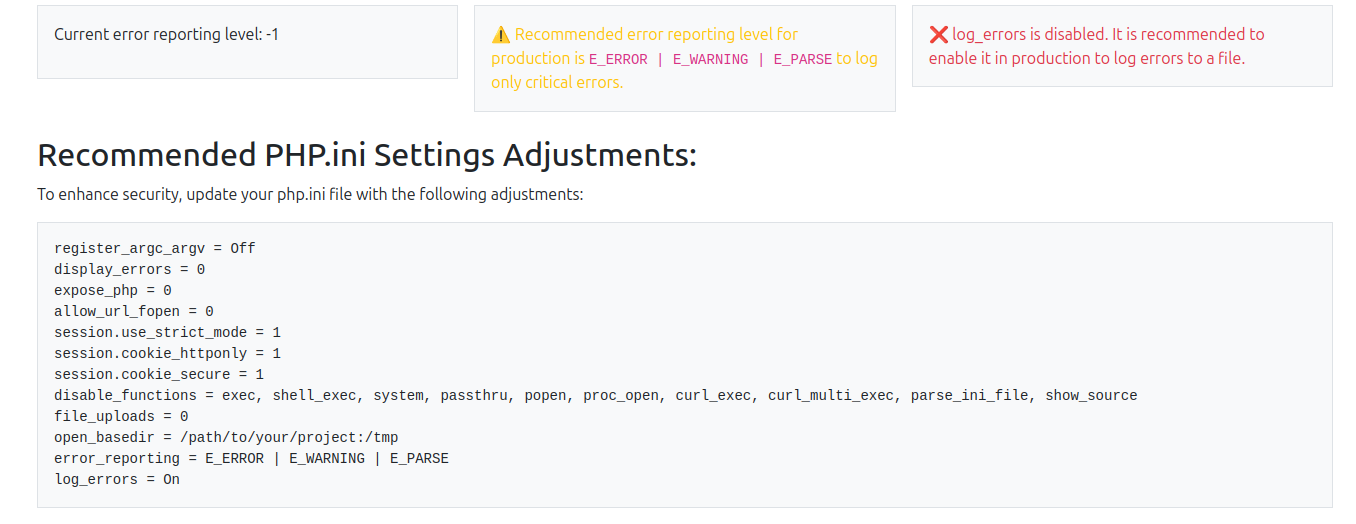 Current error reporting level: -1
⚠️ Recommended error reporting level for
production is E_ERROR | E_WARNING | E_PARSE to log
only critical errors.
❌ log_errors is disabled. It is recommended to
enable it in production to log errors to a file.
Recommended PHP.ini Settings Adjustments:
To enhance security, update your php.ini file with the following adjustments:
register_argc_argv = Off
display_errors = 0
expose_php = 0
allow_url_fopen = 0
session.use_strict_mode = 1
session.cookie_httponly = 1
session.cookie_secure = 1
disable_functions = exec, shell_exec, system, passthru, popen, proc_open, curl_exec, curl_multi_exec, parse_ini_file, show_source
file_uploads = 0
open_basedir = /path/to/your/project:/tmp
error_reporting = E_ERROR | E_WARNING | E_PARSE
log_errors = On